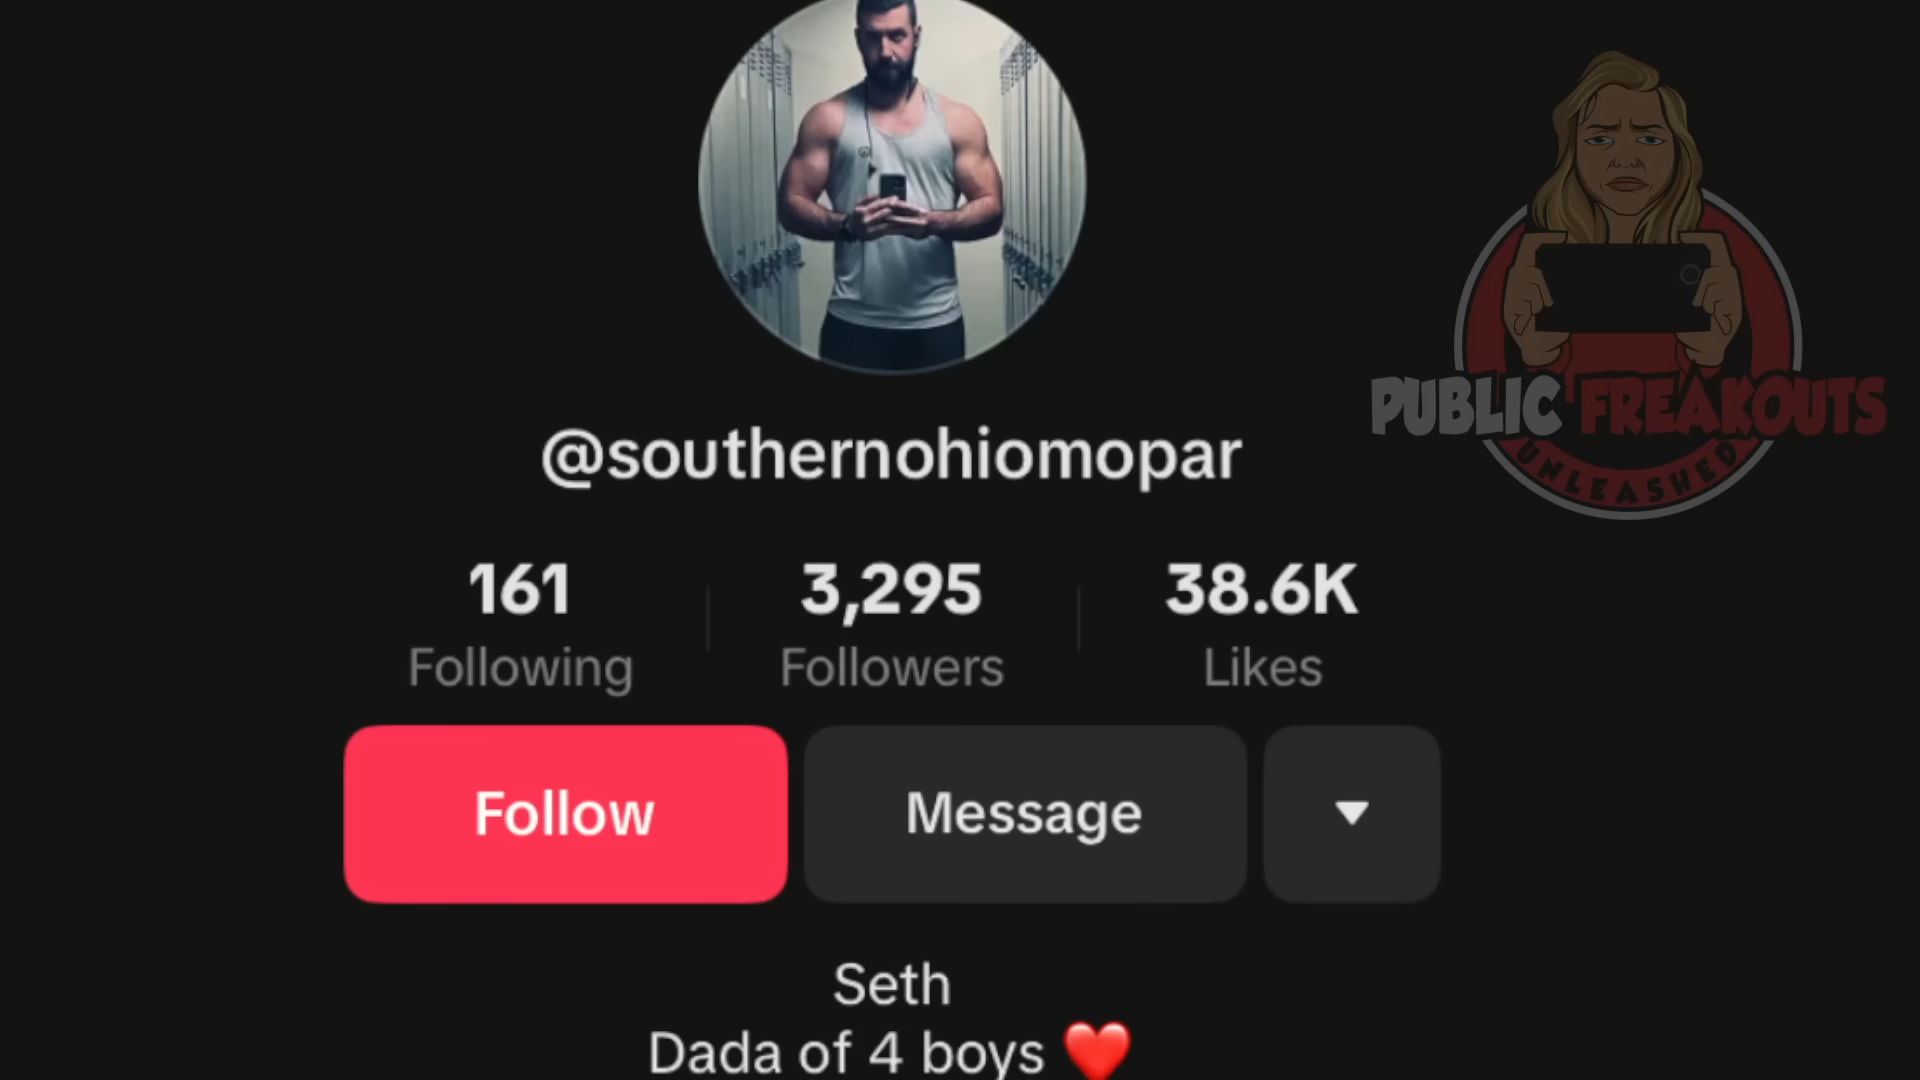 @southernohiomopar
161 3,295 38.6K
Following Followers Likes
Follow Message
Seth
Dada of 4 boys ❤️
PUBLIC FREAKOUTS
UNLEASHED